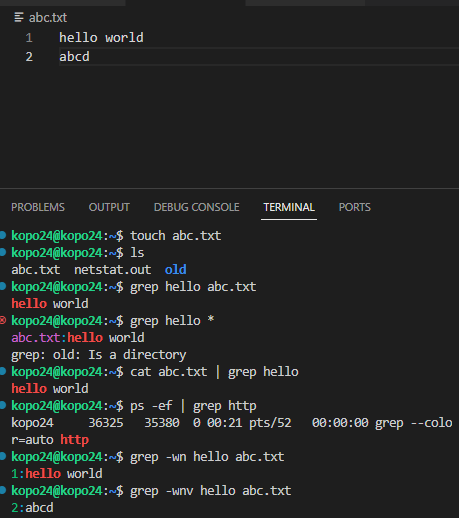 abc.txt
1 hello world
2 abcd
PROBLEMS OUTPUT DEBUG CONSOLE TERMINAL PORTS
kopo24@kopo24:~$ touch abc.txt
kopo24@kopo24:~$ ls
abc.txt  netstat.out  old
kopo24@kopo24:~$ grep hello abc.txt
hello world
kopo24@kopo24:~$ grep hello *
abc.txt:hello world
grep: old: Is a directory
kopo24@kopo24:~$ cat abc.txt | grep hello
hello world
kopo24@kopo24:~$ ps -ef | grep http
kopo24     36325   35380  0 00:21 pts/52   00:00:00 grep --colo
r=auto http
kopo24@kopo24:~$ grep -wn hello abc.txt
1:hello world
kopo24@kopo24:~$ grep -wnv hello abc.txt
2:abcd